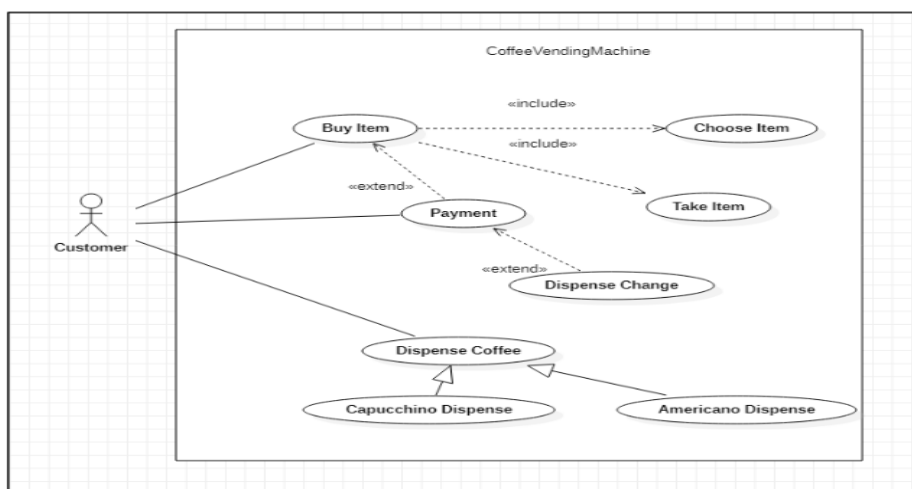 CoffeeVendingMachine
«include»
Buy Item
Choose Item
«include»
«extend»
Take Item
Payment
Customer
«extend»
Dispense Change
Dispense Coffee
Capucchino Dispense
Americano Dispense